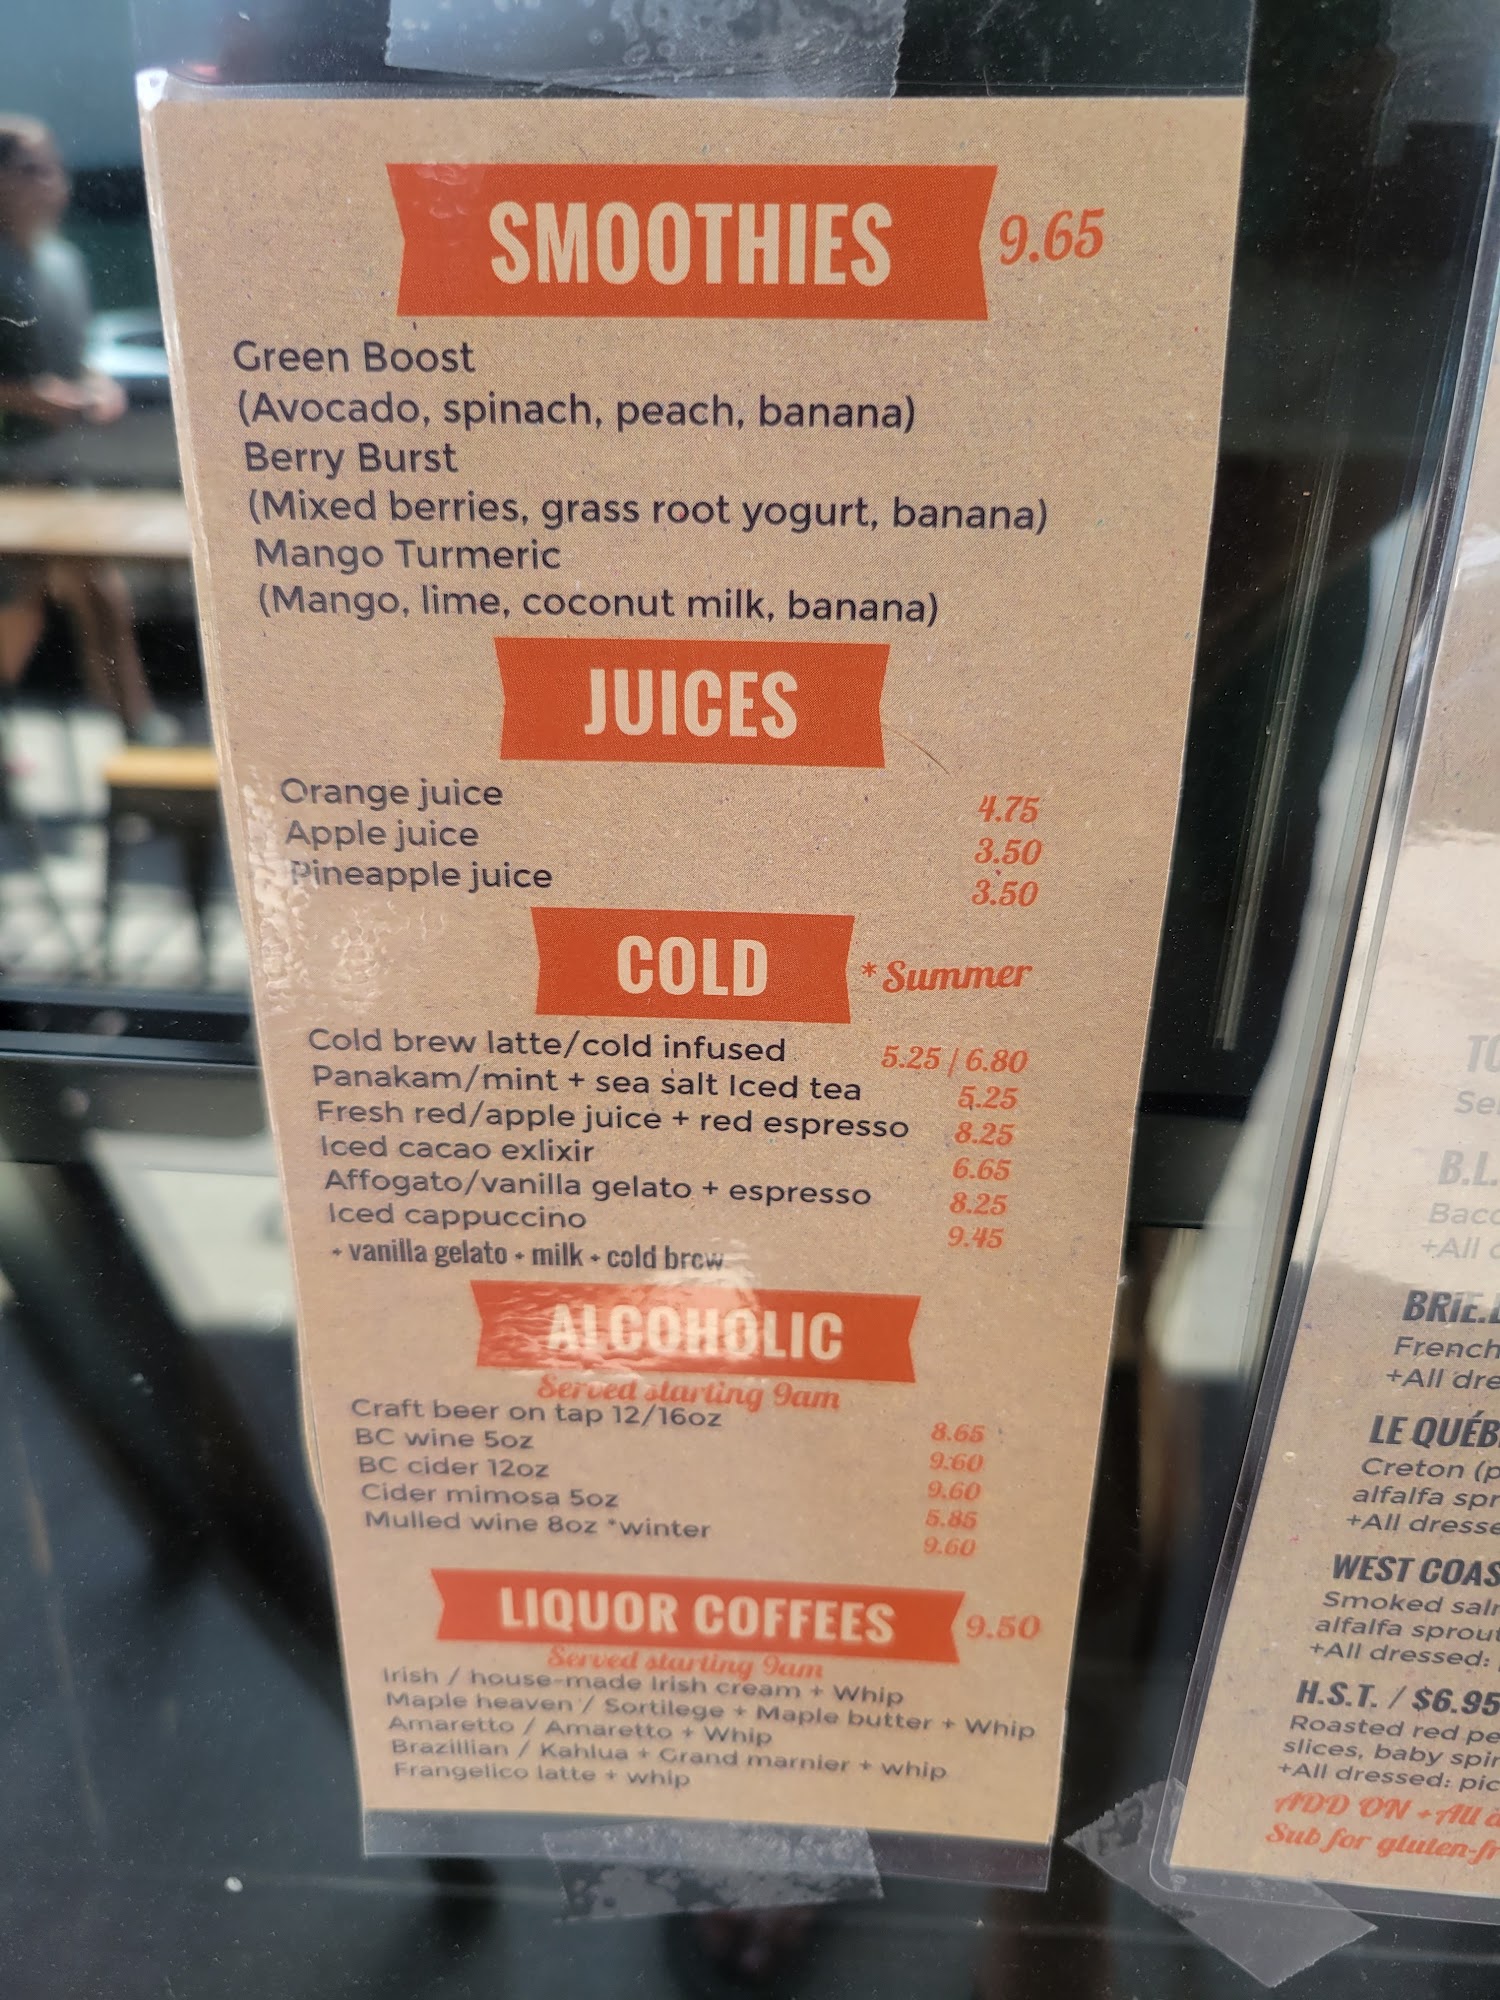 SMOOTHIES 9.65
Green Boost
(Avocado, spinach, peach, banana)
Berry Burst
(Mixed berries, grass root yogurt, banana)
Mango Turmeric
(Mango, lime, coconut milk, banana)
JUICES
Orange juice 4.75
Apple juice 3.50
Pineapple juice 3.50
COLD *Summer
Cold brew latte/cold infused 5.25 | 6.80
Panakam/mint + sea salt Iced tea 5.25
Fresh red/apple juice + red espresso 8.25
Iced cacao exlixir 6.65
Affogato/vanilla gelato + espresso 8.25
Iced cappuccino 9.45
+ vanilla gelato + milk + cold brew
ALCOHOLIC
Served starting 9am
Craft beer on tap 12/16oz 8.65
BC wine 5oz 9.60
BC cider 12oz 9.60
Cider mimosa 5oz 5.85
Mulled wine 8oz *winter 9.60
LIQUOR COFFEES 9.50
Served starting 9am
Irish / house-made Irish cream + Whip
Maple heaven / Sortilege + Maple butter + Whip
Amaretto / Amaretto + Whip
Brazillian / Kahlua + Grand marnier + whip
Frangelico latte + whip
B.L.
+All
BRIE.
French
+All dre
LE QUÉB
Creton (p
alfalfa spr
+All dresse
WEST COAS
Smoked sal
alfalfa sprout
+All dressed:
H.S.T. / $6.95
Roasted red pe
slices, baby spi
+All dressed: pic
ADD ON + All
Sub for gluten-fr